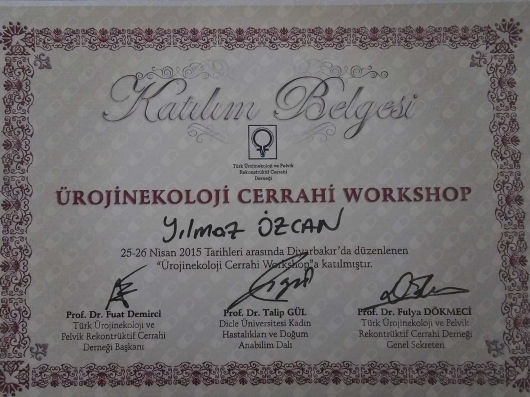 Katılım Belgesi
Türk Ürojinekoloji ve Pelvik
Rekonstrüktif Cerrahi
Derneği
ÜROJİNEKOLOJİ CERRAHİ WORKSHOP
Yılmaz ÖZCAN
25-26 Nisan 2015 Tarihleri arasında Diyarbakır'da düzenlenen
"Ürojinekoloji Cerrahi Workshop"a katılmıştır.
Prof. Dr. Fuat Demirci
Türk Ürojinekoloji ve
Pelvik Rekontrüktif Cerrahi
Derneği Başkanı
Prof. Dr. Talip GÜL
Dicle Üniversitesi Kadın
Hastalıkları ve Doğum
Anabilim Dalı
Prof. Dr. Fulya DÖKMECİ
Türk Ürojinekoloji ve Pelvik
Rekontrüktif Cerrahi Derneği
Genel Sekreteri